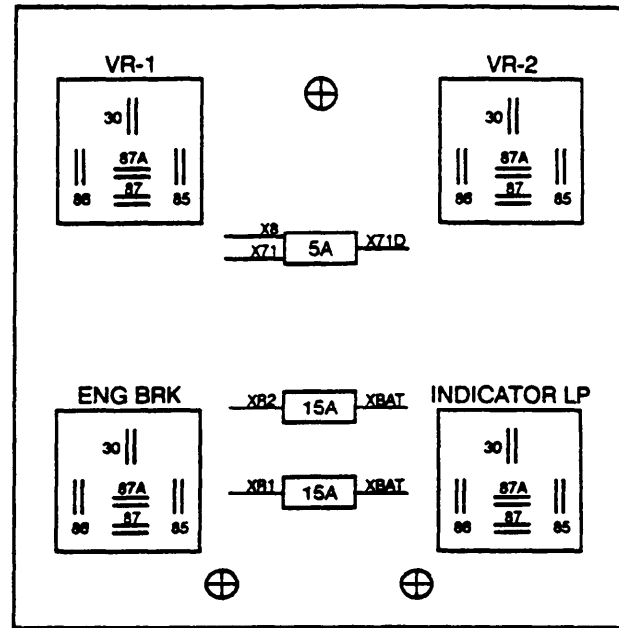 VR-1
VR-2
30
87A
86
87
85
30
87A
86
87
85
X8
X71
5A
X71D
ENG BRK
XR2
15A
XBAT
INDICATOR LP
30
87A
86
87
85
XR1
15A
XBAT
30
87A
86
87
85